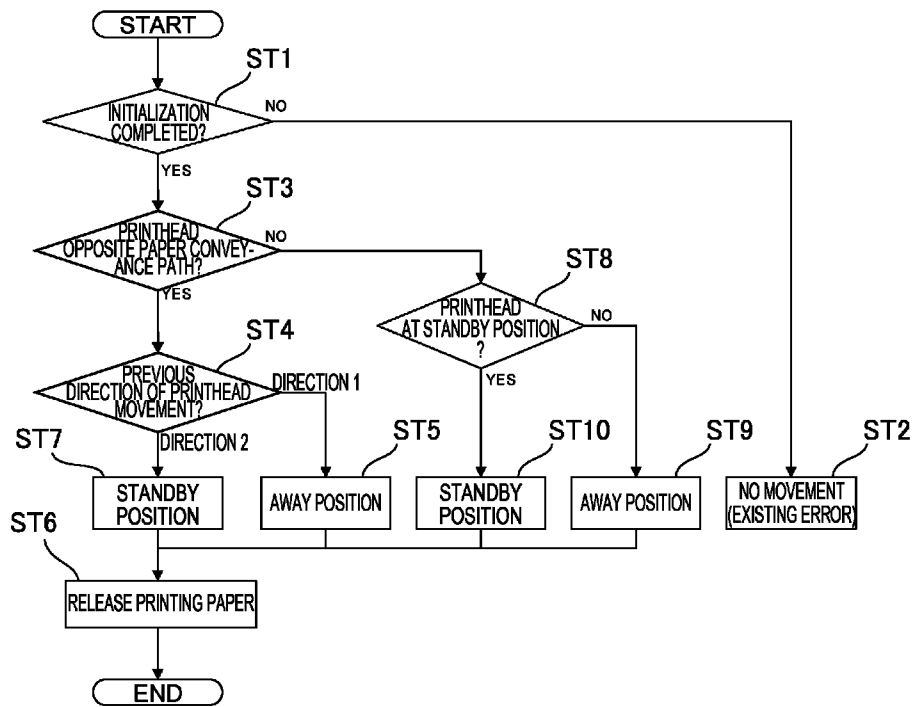 START
ST1
INITIALIZATION
COMPLETED?
NO
YES
ST3
PRINTHEAD
OPPOSITE PAPER CONVEY-
ANCE PATH?
NO
YES
ST8
PRINTHEAD
AT STANDBY POSITION
?
NO
YES
ST4
PREVIOUS
DIRECTION OF PRINTHEAD
MOVEMENT?
DIRECTION 1
DIRECTION 2
ST7
STANDBY
POSITION
ST5
AWAY POSITION
ST10
STANDBY
POSITION
ST9
AWAY POSITION
ST2
NO MOVEMENT
(EXISTING ERROR)
ST6
RELEASE PRINTING PAPER
END